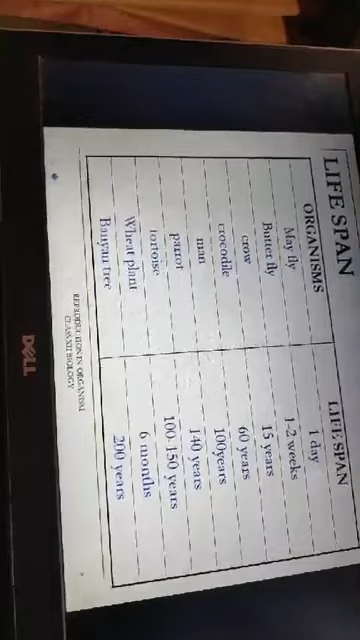 LIFE SPAN
ORGANISMS LIFE SPAN
May fly 1 day
Butter fly 1-2 weeks
crow 15 years
crocodile 60 years
man 100years
parrot 140 years
tortoise 100-150 years
Wheat plant 6 months
Banyan tree 200 years
REPRODUCTION IN ORGANISM
CLASS XII BIOLOGY
DELL